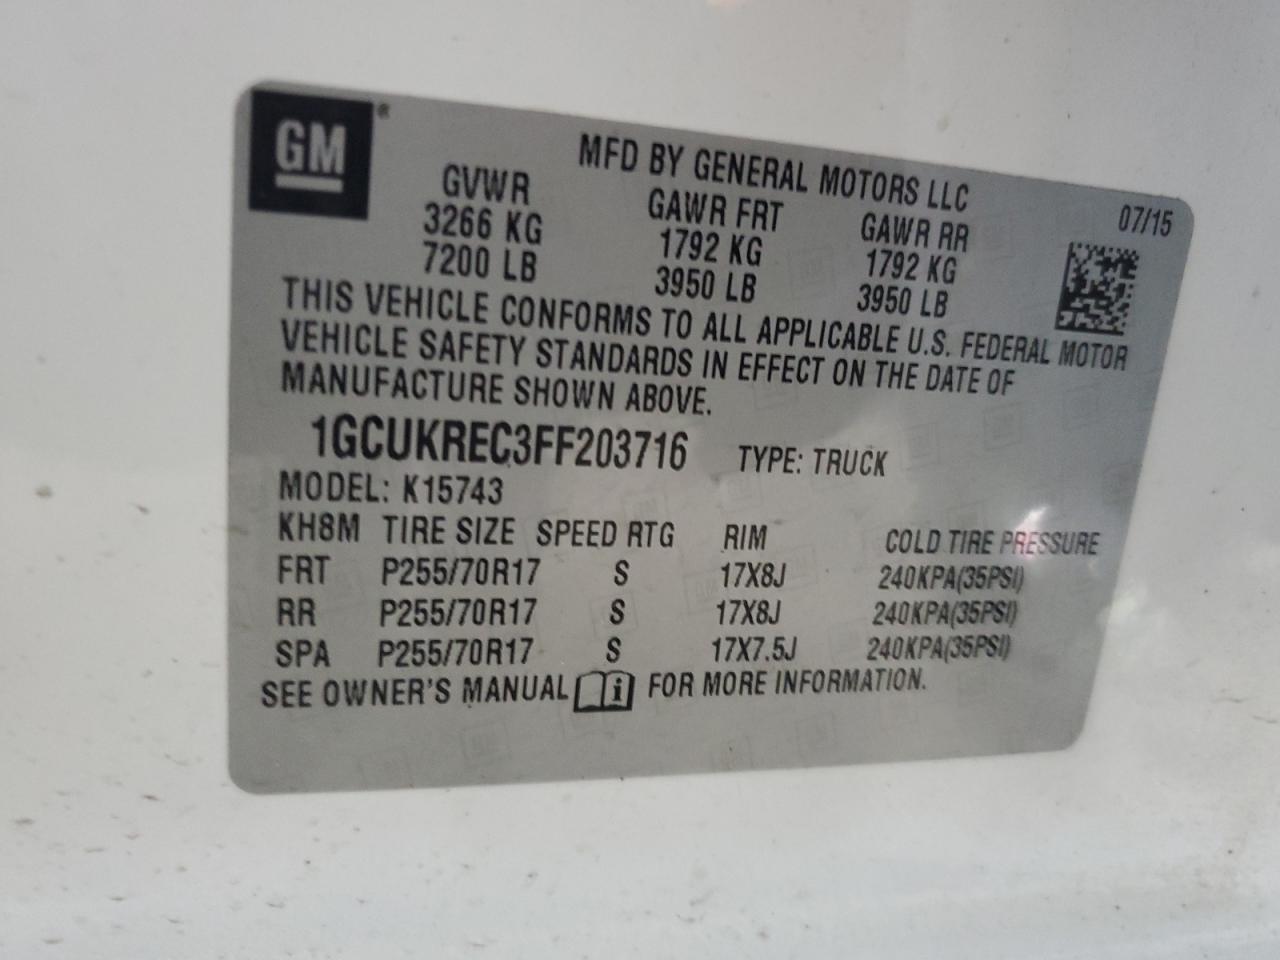 GM ®
MFD BY GENERAL MOTORS LLC
07/15
GVWR GAWR FRT GAWR RR
3266 KG 1792 KG 1792 KG
7200 LB 3950 LB 3950 LB
THIS VEHICLE CONFORMS TO ALL APPLICABLE U.S. FEDERAL MOTOR
VEHICLE SAFETY STANDARDS IN EFFECT ON THE DATE OF
MANUFACTURE SHOWN ABOVE.
1GCUKREC3FF203716 TYPE: TRUCK
MODEL: K15743
KH8M TIRE SIZE SPEED RTG RIM COLD TIRE PRESSURE
FRT P255/70R17 S 17X8J 240KPA(35PSI)
RR P255/70R17 S 17X8J 240KPA(35PSI)
SPA P255/70R17 S 17X7.5J 240KPA(35PSI)
SEE OWNER'S MANUAL i FOR MORE INFORMATION.